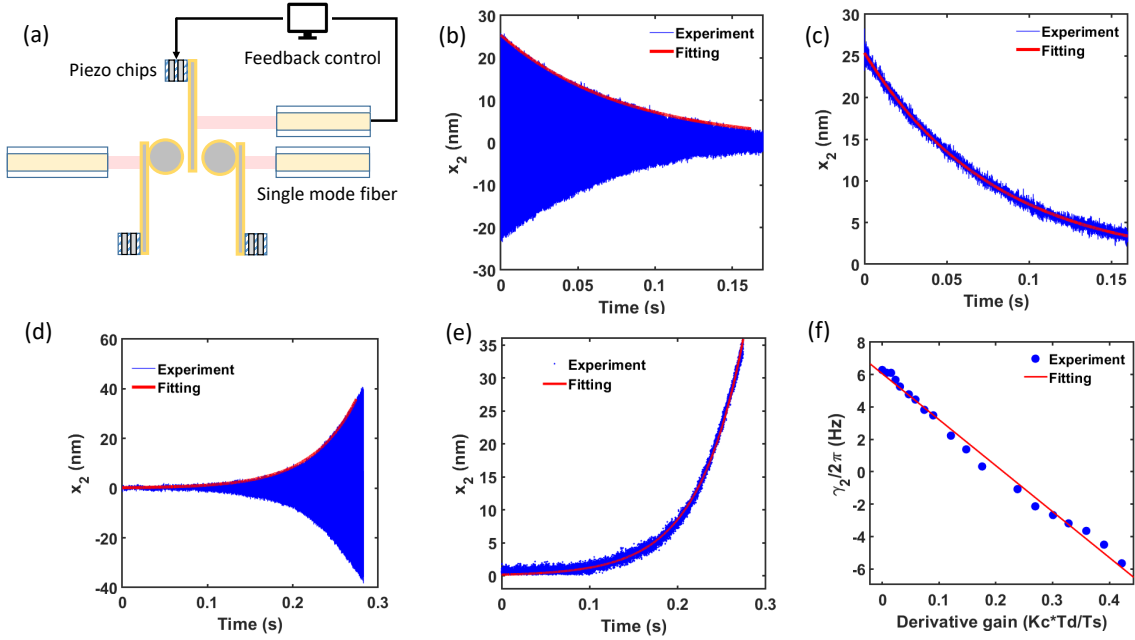 (a)
Piezo chips
Feedback control
Single mode fiber
(b)
30
20
10
0
-10
-20
-30
x₂ (nm)
Experiment
Fitting
0 0.05 0.1 0.15
Time (s)
(c)
30
25
20
15
10
5
0
x₂ (nm)
Experiment
Fitting
0 0.05 0.1 0.15
Time (s)
(d)
60
40
20
0
-20
-40
x₂ (nm)
Experiment
Fitting
0 0.1 0.2 0.3
Time (s)
(e)
35
30
25
20
15
10
5
0
x₂ (nm)
Experiment
Fitting
0 0.1 0.2 0.3
Time (s)
(f)
8
6
4
2
0
-2
-4
-6
γ₂/2π (Hz)
Experiment
Fitting
0 0.1 0.2 0.3 0.4
Derivative gain (Kc*Td/Ts)